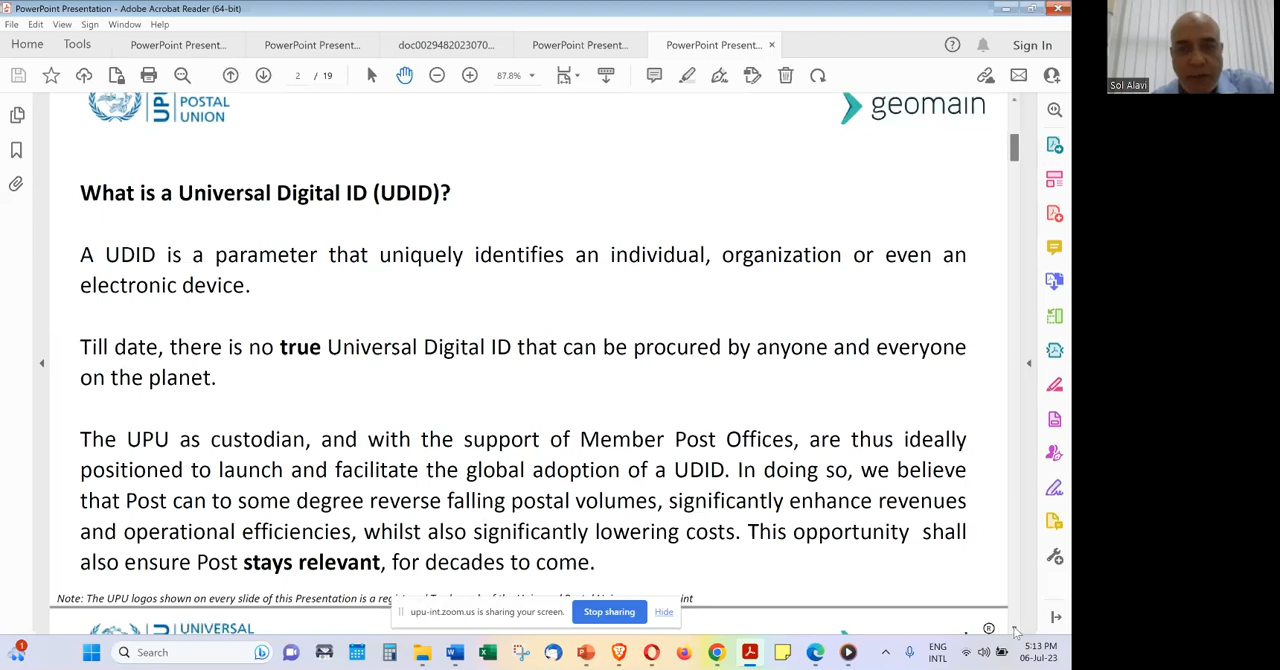 PowerPoint Presentation - Adobe Acrobat Reader (64-bit)
File Edit View Sign Window Help
Home Tools PowerPoint Present... PowerPoint Present... doc0029482023070... PowerPoint Present... PowerPoint Present... × Sign In
2 / 19 87.8%
Sol Alavi
POSTAL
UNION
geomain
What is a Universal Digital ID (UDID)?
A UDID is a parameter that uniquely identifies an individual, organization or even an
electronic device.
Till date, there is no true Universal Digital ID that can be procured by anyone and everyone
on the planet.
The UPU as custodian, and with the support of Member Post Offices, are thus ideally
positioned to launch and facilitate the global adoption of a UDID. In doing so, we believe
that Post can to some degree reverse falling postal volumes, significantly enhance revenues
and operational efficiencies, whilst also significantly lowering costs. This opportunity shall
also ensure Post stays relevant, for decades to come.
Note: The UPU logos shown on every slide of this Presentation is a
upu-int.zoom.us is sharing your screen. Stop sharing Hide
UNIVERSAL
Search
ENG
INTL
5:13 PM
06-Jul-23